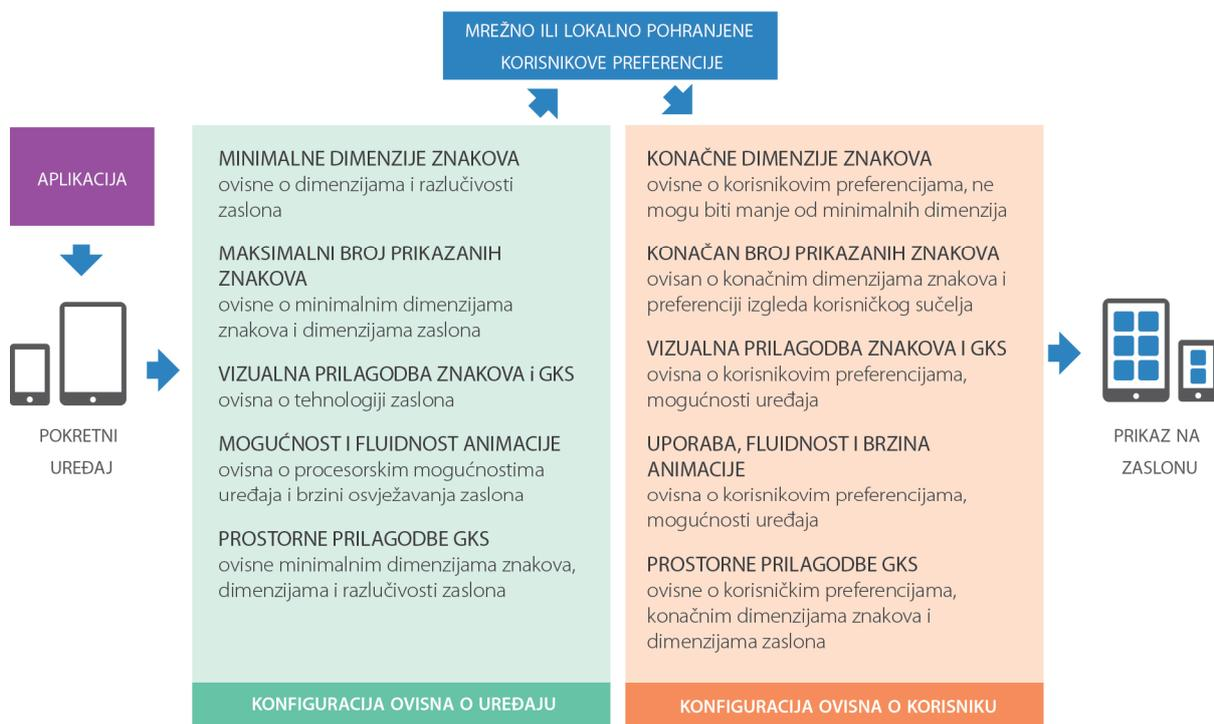 MREŽNO ILI LOKALNO POHRANJENE
KORISNIKOVE PREFERENCIJE
APLIKACIJA
POKRETNI
UREĐAJ
MINIMALNE DIMENZIJE ZNAKOVA
ovisne o dimenzijama i razlučivosti
zaslona
MAKSIMALNI BROJ PRIKAZANIH
ZNAKOVA
ovisne o minimalnim dimenzijama
znakova i dimenzijama zaslona
VIZUALNA PRILAGODBA ZNAKOVA i GKS
ovisna o tehnologiji zaslona
MOGUĆNOST I FLUIDNOST ANIMACIJE
ovisna o procesorskim mogućnostima
uređaja i brzini osvježavanja zaslona
PROSTORNE PRILAGODBE GKS
ovisne minimalnim dimenzijama znakova,
dimenzijama i razlučivosti zaslona
KONFIGURACIJA OVISNA O UREĐAJU
KONAČNE DIMENZIJE ZNAKOVA
ovisne o korisnikovim preferencijama, ne
mogu biti manje od minimalnih dimenzija
KONAČAN BROJ PRIKAZANIH ZNAKOVA
ovisan o konačnim dimenzijama znakova i
preferenciji izgleda korisničkog sučelja
VIZUALNA PRILAGODBA ZNAKOVA I GKS
ovisna o korisnikovim preferencijama,
mogućnosti uređaja
UPORABA, FLUIDNOST I BRZINA
ANIMACIJE
ovisna o korisnikovim preferencijama,
mogućnosti uređaja
PROSTORNE PRILAGODBE GKS
ovisne o korisničkim preferencijama,
konačnim dimenzijama znakova i
dimenzijama zaslona
KONFIGURACIJA OVISNA O KORISNIKU
PRIKAZ NA
ZASLONU